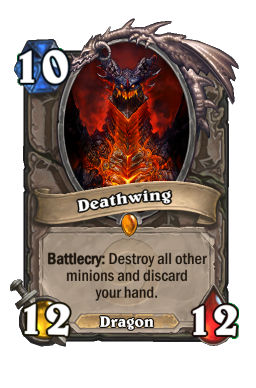 10
Deathwing
Battlecry: Destroy all other
minions and discard
your hand.
12
Dragon
12